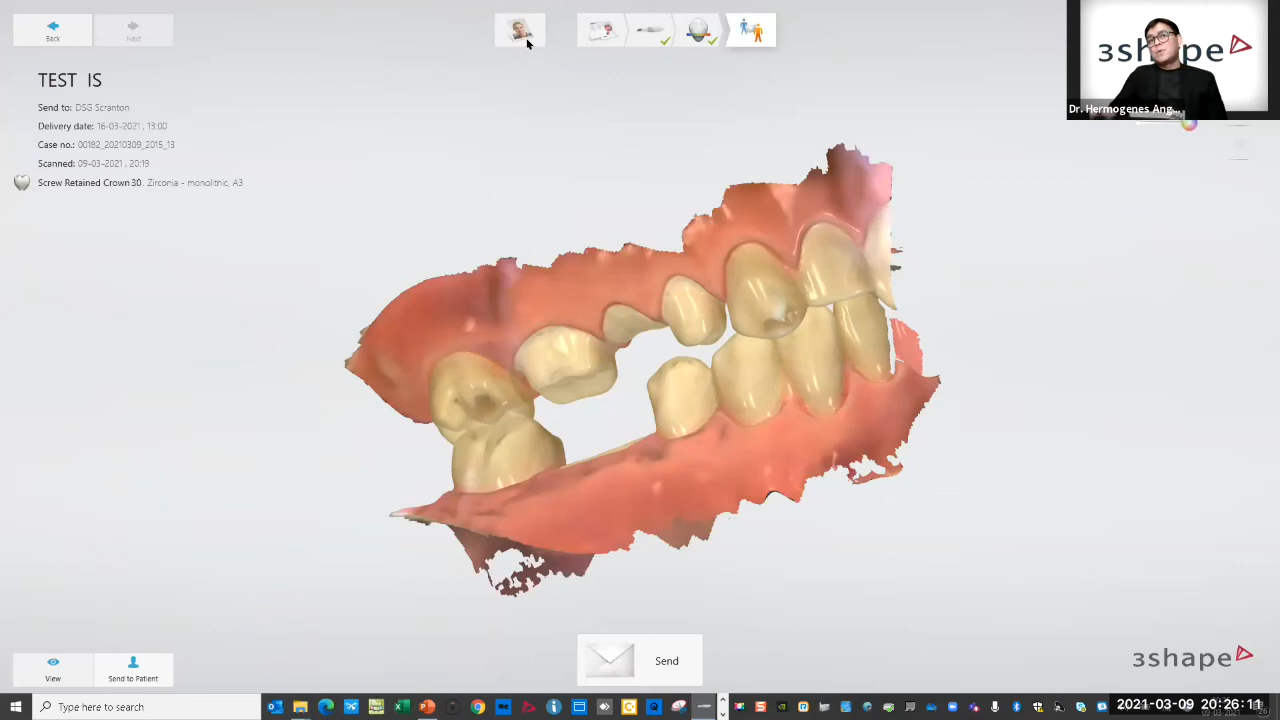 Back
Next
TEST IS
Send to: DSG Scranton
Delivery date: 16-03-2021 , 13:00
Case no.: 00182_20210309_2015_13
Scanned: 09-03-2021 , 20:19
Screw Retained Crown 30, Zirconia - monolithic, A3
3shape
Dr. Hermogenes Ang...
View
Send to Patient
Send
3shape
Type here to search
2021-03-09 20:26:11